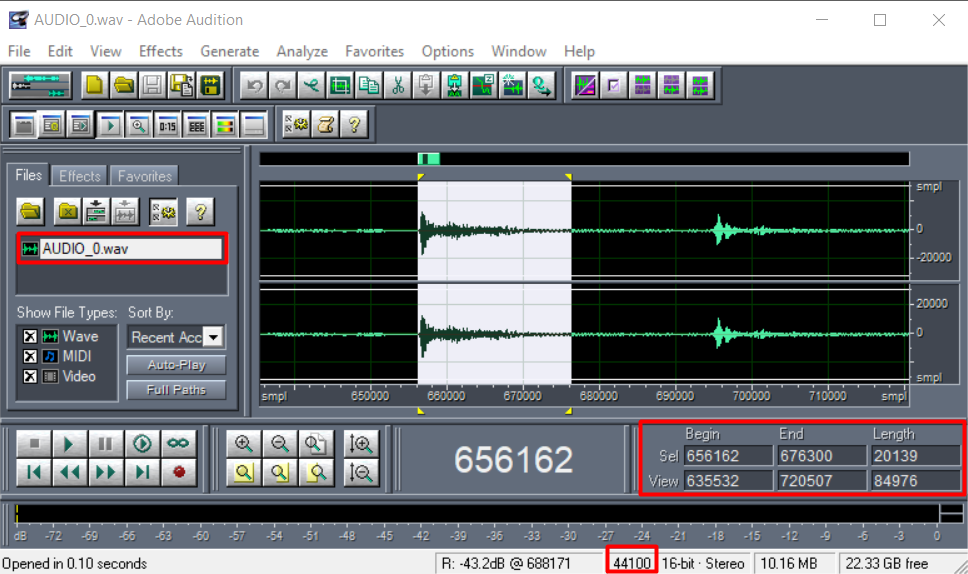 AUDIO_0.wav - Adobe Audition
File Edit View Effects Generate Analyze Favorites Options Window Help
0:15
Files Effects Favorites
?
?
AUDIO_0.wav
Show File Types: Sort By:
Wave Recent Acc
MIDI Auto-Play
Video Full Paths
smpl
0
-20000
20000
0
smpl
smpl 650000 660000 670000 680000 690000 700000 710000 smpl
656162
Begin End Length
Sel 656162 676300 20139
View 635532 720507 84976
dB -72 -69 -66 -63 -60 -57 -54 -51 -48 -45 -42 -39 -36 -33 -30 -27 -24 -21 -18 -15 -12 -9 -6 -3 0
Opened in 0.10 seconds R: -43.2dB @ 688171 44100 16-bit · Stereo 10.16 MB 22.33 GB free